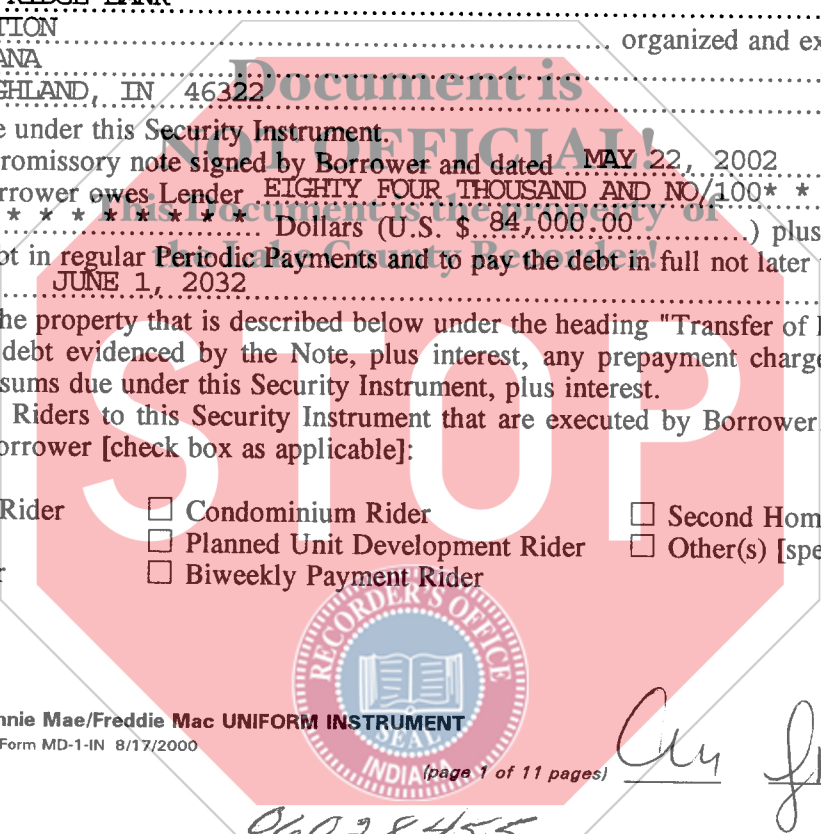 RIDGE BANK
TION organized and ex
ANA
GHLAND, IN 46322
e under this Security Instrument.
romissory note signed by Borrower and dated MAY 22, 2002
rrower owes Lender EIGHTY FOUR THOUSAND AND NO/100* *
* * * * * * * * * Dollars (U.S. $ 84,000.00 ) plus
bt in regular Periodic Payments and to pay the debt in full not later
JUNE 1, 2032
he property that is described below under the heading "Transfer of
debt evidenced by the Note, plus interest, any prepayment charge
sums due under this Security Instrument, plus interest.
Riders to this Security Instrument that are executed by Borrower
orrower [check box as applicable]:
Rider ☐ Condominium Rider ☐ Second Hom
☐ Planned Unit Development Rider ☐ Other(s) [spe
r ☐ Biweekly Payment Rider
nnie Mae/Freddie Mac UNIFORM INSTRUMENT
Form MD-1-IN 8/17/2000
(page 1 of 11 pages)
06028455
Document is
NOT OFFICIAL!
This Document is the property of
the Lake County Recorder!
STOP
RECORDER'S OFFICE
SEAL
INDIANA